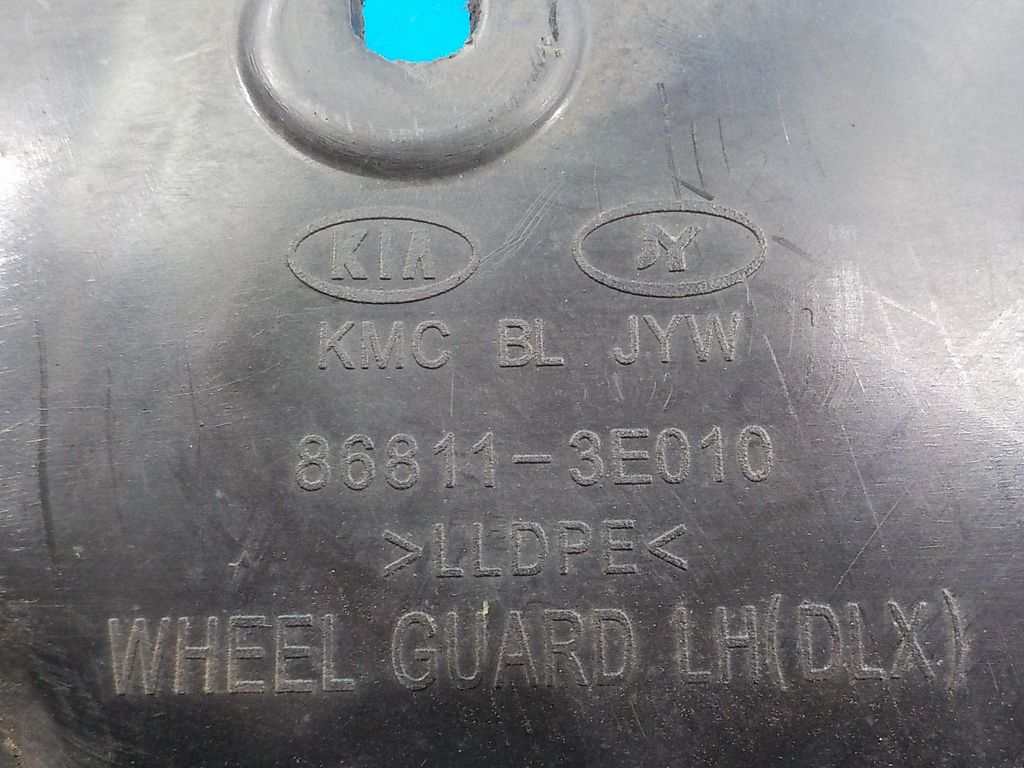 KIA JY
KMC BL JYW
86811-3E010
>LLDPE<
WHEEL GUARD LH(DLX)